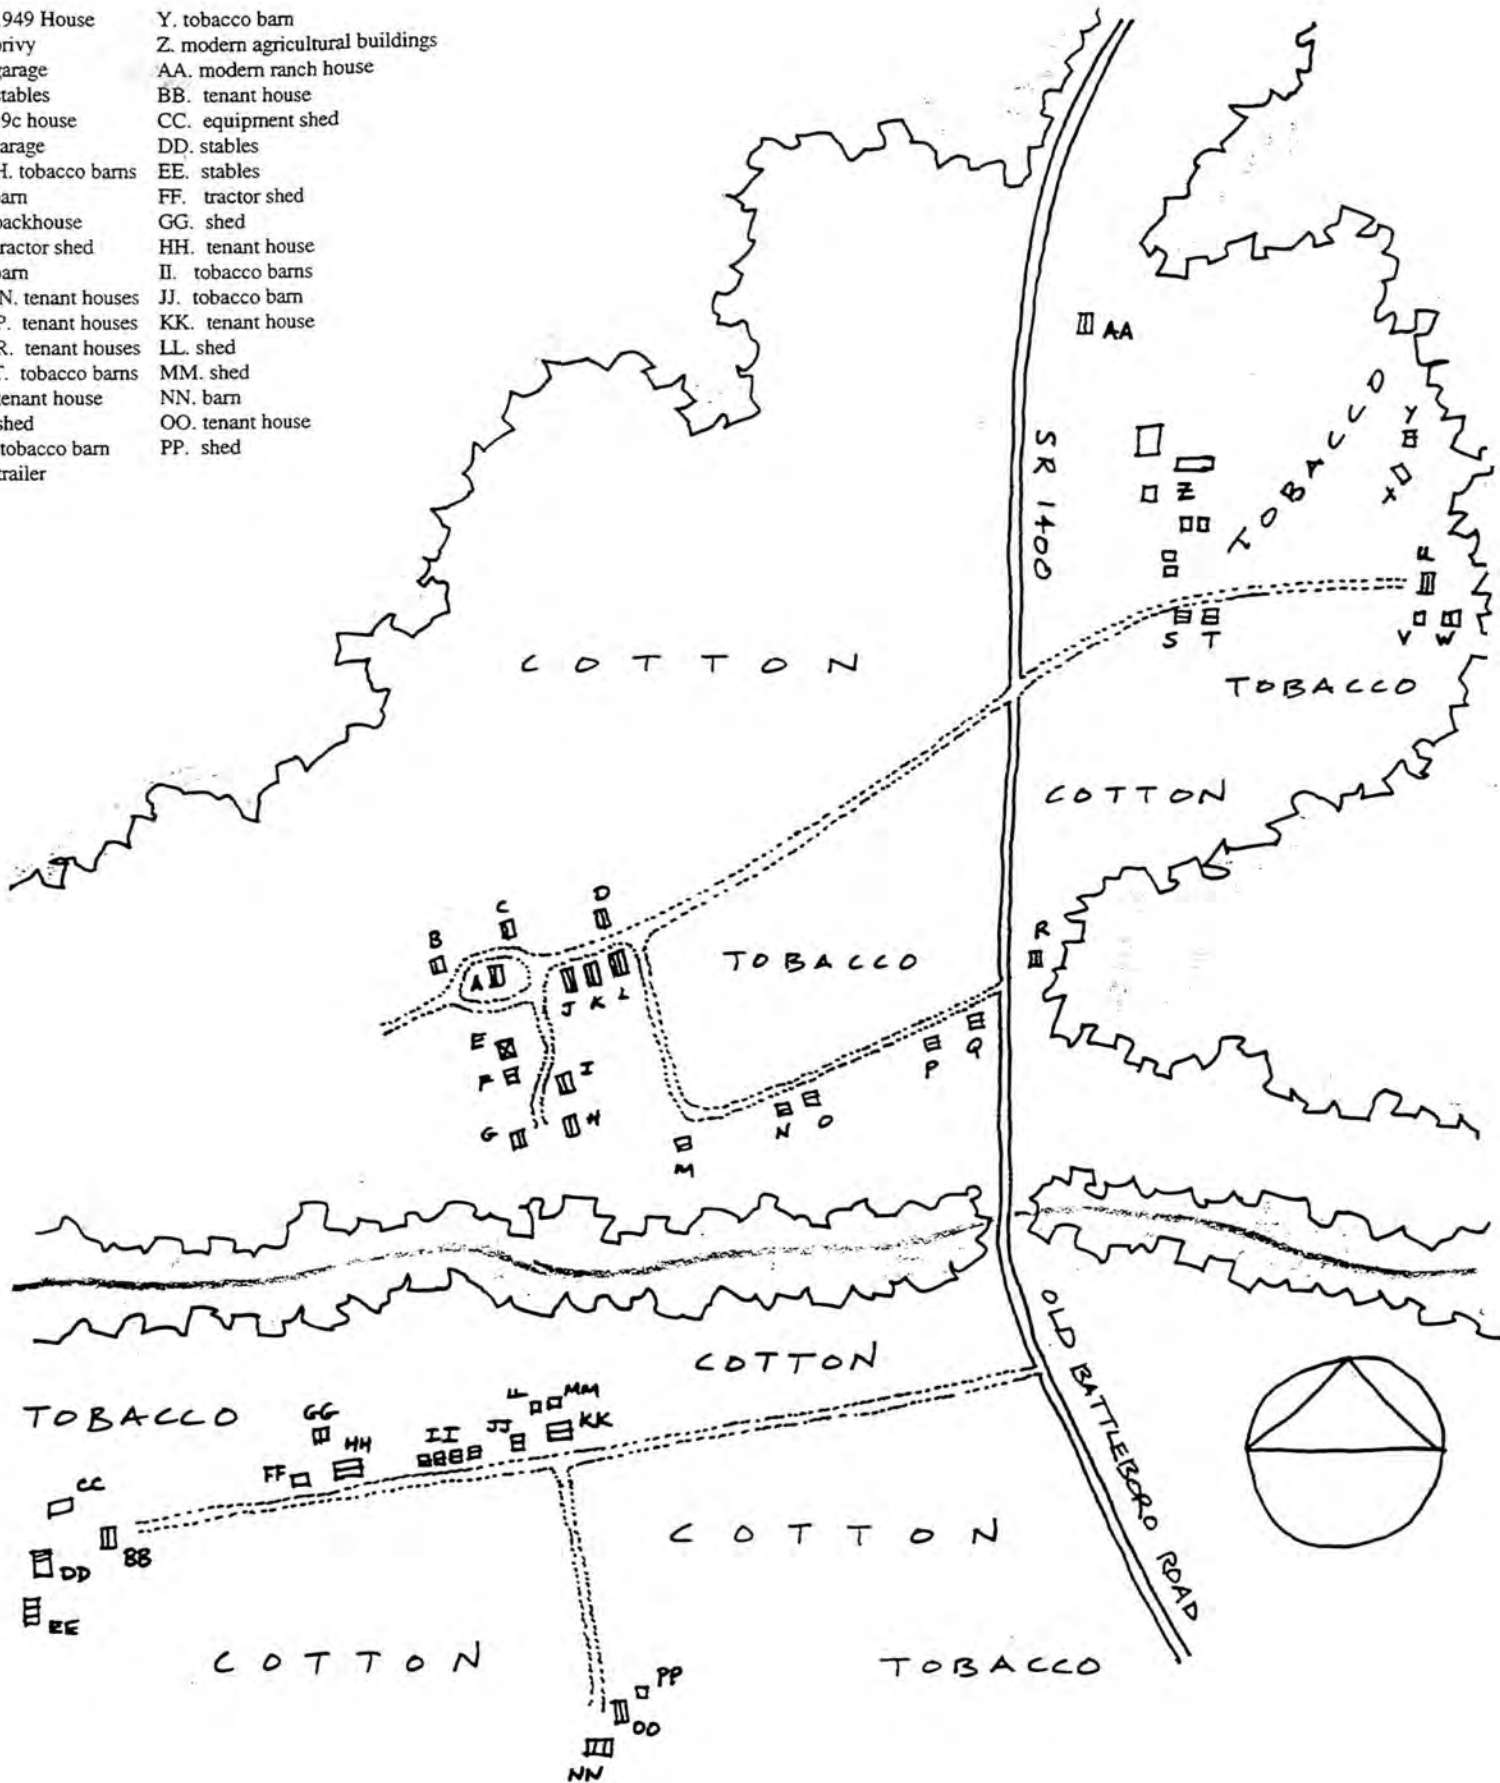 949 House
rivy
arage
tables
9c house
arage
H. tobacco barns
arn
packhouse
ractor shed
arn
N. tenant houses
P. tenant houses
R. tenant houses
T. tobacco barns
tenant house
shed
tobacco barn
railer
Y. tobacco barn
Z. modern agricultural buildings
AA. modern ranch house
BB. tenant house
CC. equipment shed
DD. stables
EE. stables
FF. tractor shed
GG. shed
HH. tenant house
II. tobacco barns
JJ. tobacco barn
KK. tenant house
LL. shed
MM. shed
NN. barn
OO. tenant house
PP. shed
AA
SR 1400
Z
TOBACCO
Y
X
U
V W
S T
COTTON
TOBACCO
COTTON
B
C
D
A
J K L
TOBACCO
R
E
F
G
H
I
M
N O
P Q
COTTON
OLD BATTLEBORO ROAD
TOBACCO
GG
HH
FF
II
JJ
MM
KK
CC
BB
DD
EE
COTTON
COTTON
TOBACCO
PP
OO
NN